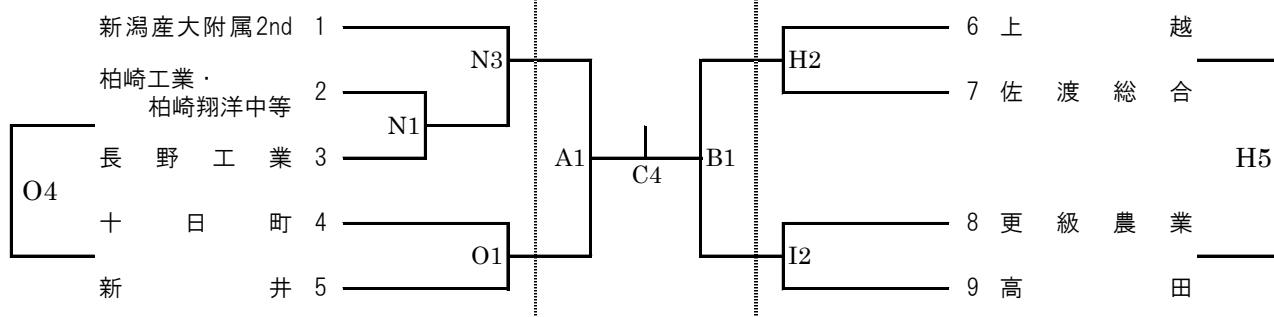 新潟産大附属2nd 1
N3
柏崎工業・
柏崎翔洋中等 2
N1
長野工業 3
O4
十日町 4
O1
新井 5
A1
C4
B1
6 上越
H2
7 佐渡総合
H5
8 更級農業
I2
9 高田